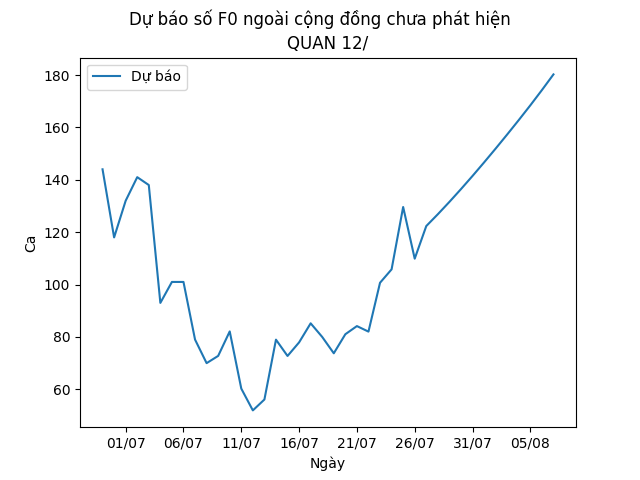 Dự báo số F0 ngoài cộng đồng chưa phát hiện
QUAN 12/
Dự báo
180
160
140
120
100
80
60
Ca
01/07 06/07 11/07 16/07 21/07 26/07 31/07 05/08
Ngày